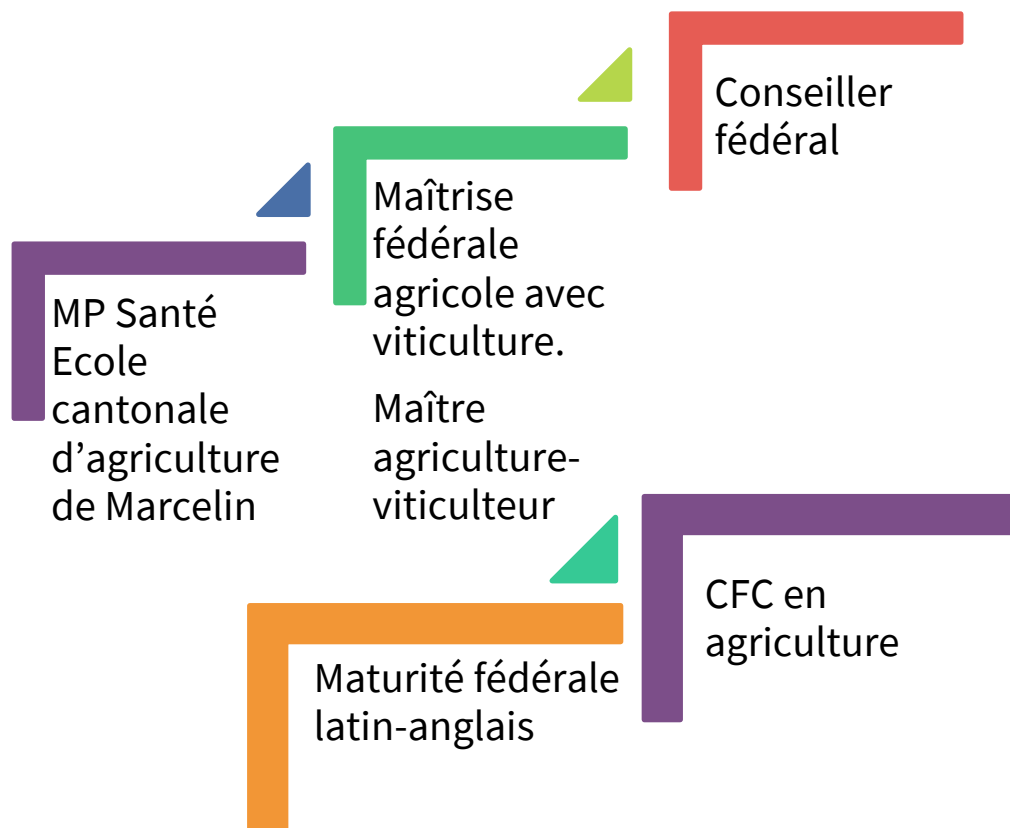 MP Santé
Ecole
cantonale
d’agriculture
de Marcelin
Maîtrise
fédérale
agricole avec
viticulture.
Maître
agriculture-
viticulteur
Conseiller
fédéral
Maturité fédérale
latin-anglais
CFC en
agriculture